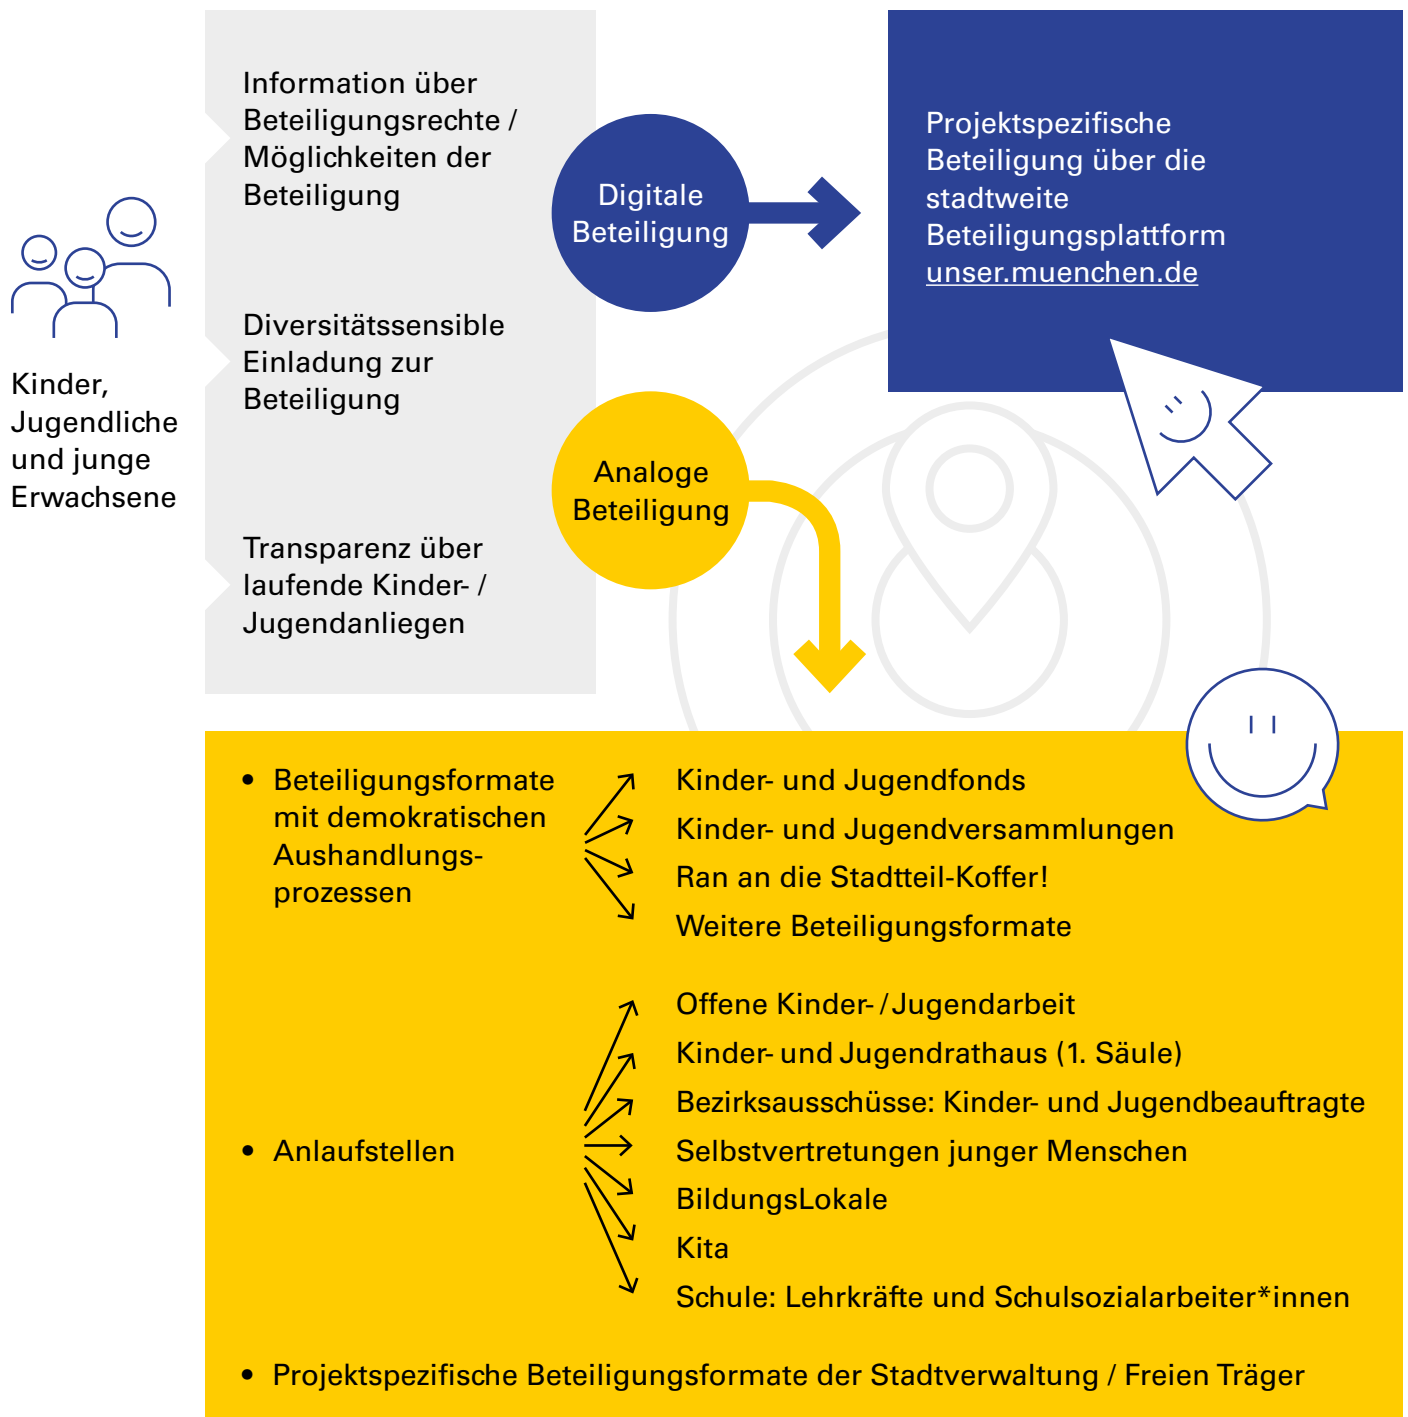 Kinder,
Jugendliche
und junge
Erwachsene
Information über
Beteiligungsrechte /
Möglichkeiten der
Beteiligung
Diversitätssensible
Einladung zur
Beteiligung
Transparenz über
laufende Kinder- /
Jugendanliegen
Digitale
Beteiligung
Projektspezifische
Beteiligung über die
stadtweite
Beteiligungsplattform
unser.muenchen.de
Analoge
Beteiligung
• Beteiligungsformate
mit demokratischen
Aushandlungs-
prozessen
Kinder- und Jugendfonds
Kinder- und Jugendversammlungen
Ran an die Stadtteil-Koffer!
Weitere Beteiligungsformate
• Anlaufstellen
Offene Kinder- / Jugendarbeit
Kinder- und Jugendrathaus (1. Säule)
Bezirksausschüsse: Kinder- und Jugendbeauftragte
Selbstvertretungen junger Menschen
BildungsLokale
Kita
Schule: Lehrkräfte und Schulsozialarbeiter*innen
• Projektspezifische Beteiligungsformate der Stadtverwaltung / Freien Träger